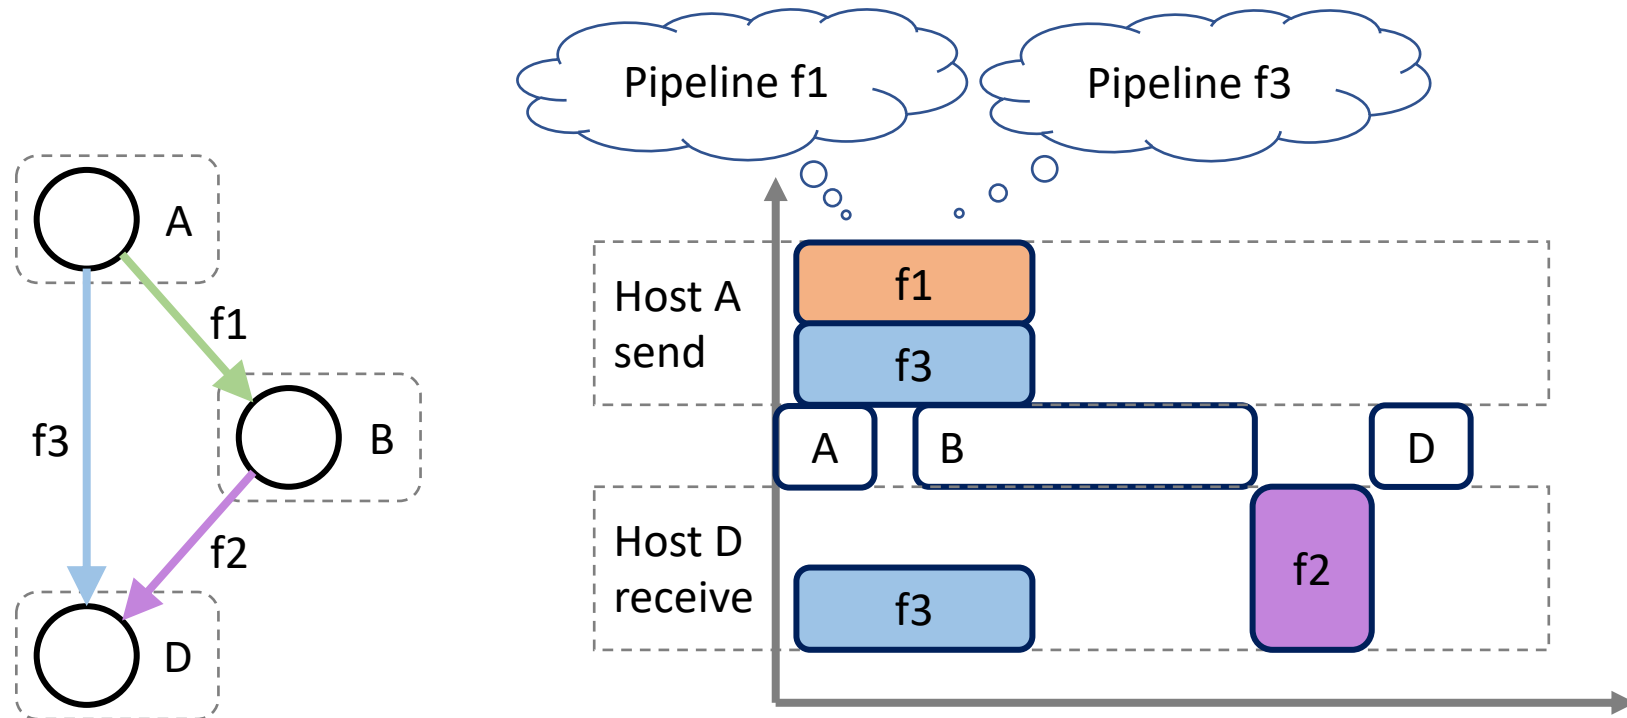 Pipeline f1
Pipeline f3
A
f1
f3
B
f2
D
Host A
send
f1
f3
A
B
D
Host D
receive
f3
f2